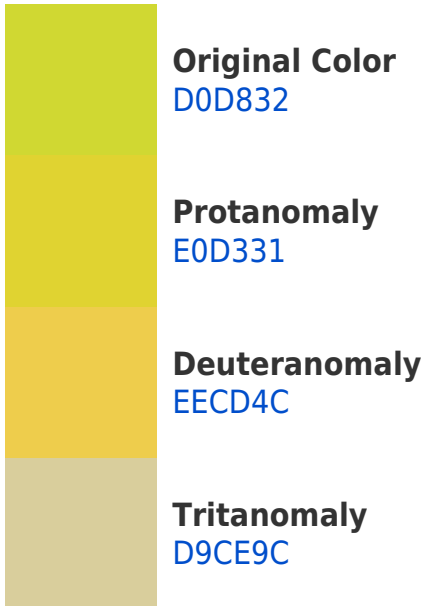 Original Color
D0D832
Protanomaly
E0D331
Deuteranomaly
EECD4C
Tritanomaly
D9CE9C